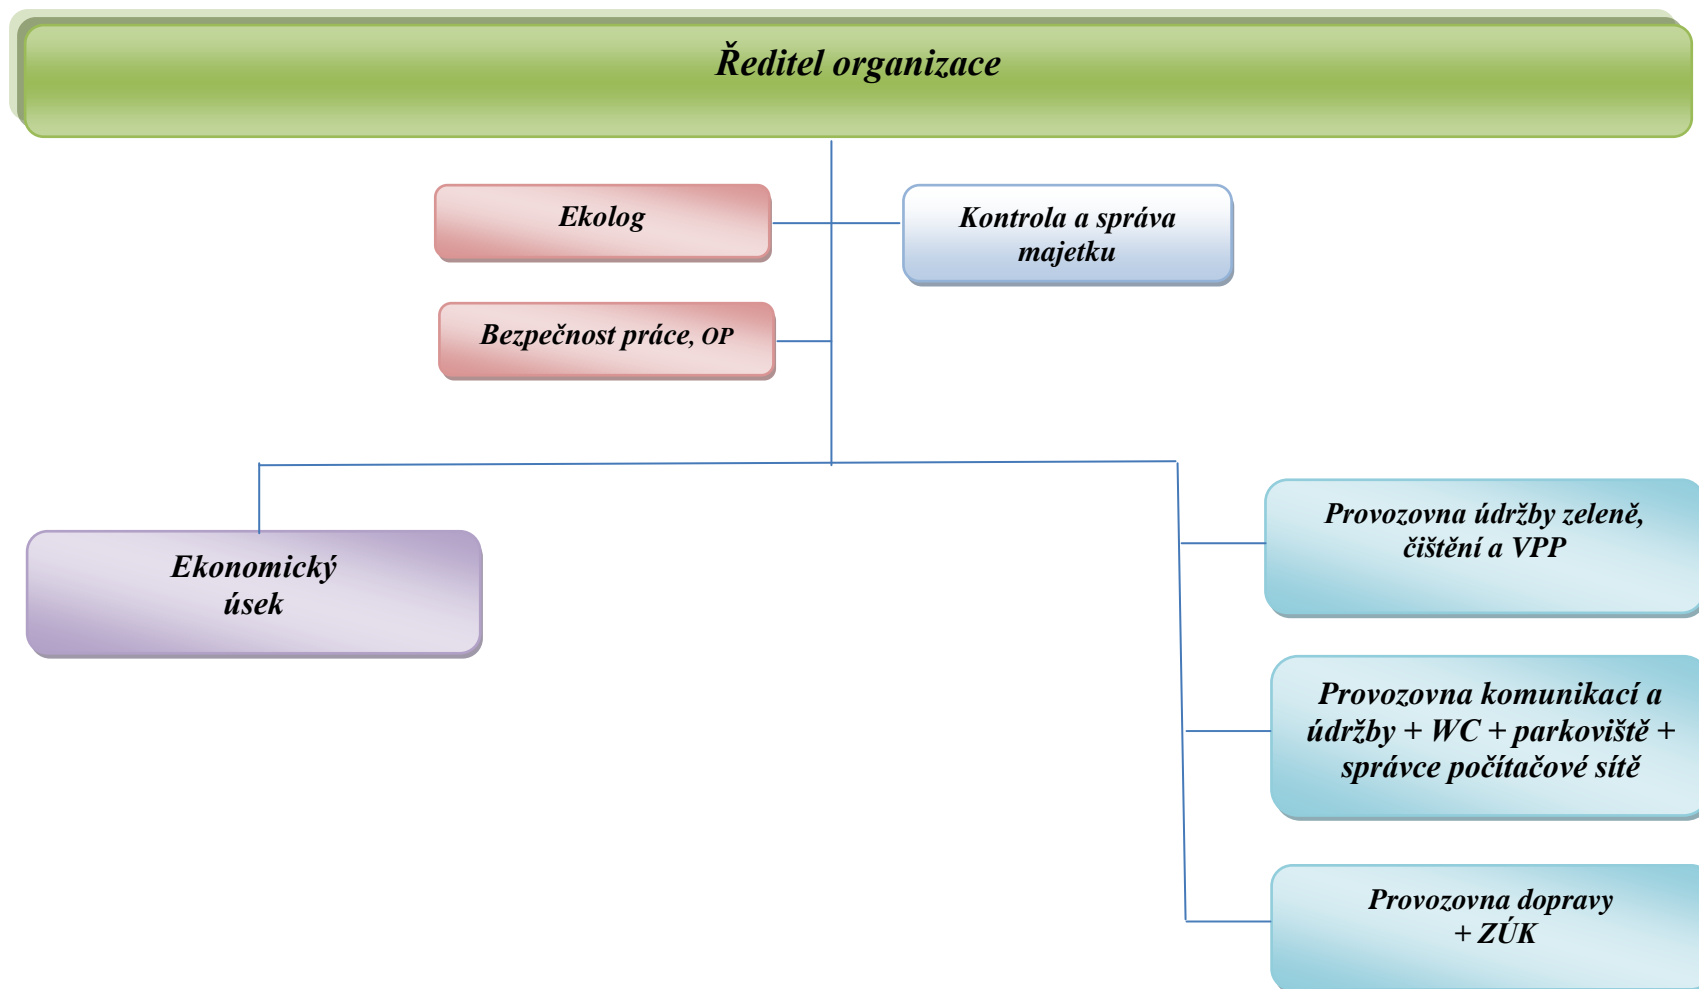 Ředitel organizace
Ekolog
Kontrola a správa
majetku
Bezpečnost práce, OP
Ekonomický
úsek
Provozovna údržby zeleně,
čištění a VPP
Provozovna komunikací a
údržby + WC + parkoviště +
správce počítačové sítě
Provozovna dopravy
+ ZÚK